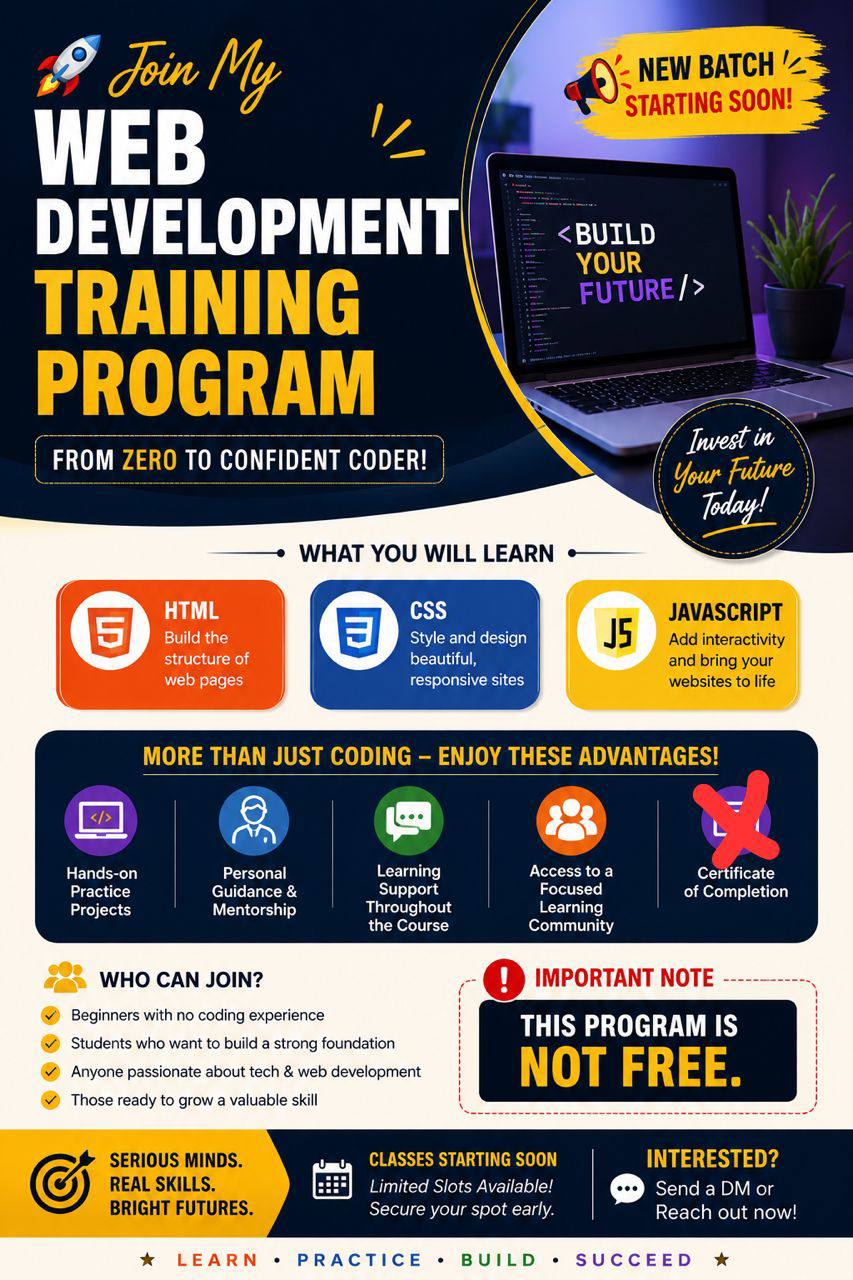 Join My
WEB
DEVELOPMENT
TRAINING
PROGRAM
FROM ZERO TO CONFIDENT CODER!
NEW BATCH
STARTING SOON!
<BUILD
YOUR
FUTURE/>
Invest in
Your Future
Today!
WHAT YOU WILL LEARN
HTML
Build the
structure of
web pages
CSS
Style and design
beautiful,
responsive sites
JS
JAVASCRIPT
Add interactivity
and bring your
websites to life
MORE THAN JUST CODING – ENJOY THESE ADVANTAGES!
</>
Hands-on
Practice
Projects
Personal
Guidance &
Mentorship
Learning
Support
Throughout
the Course
Access to a
Focused
Learning
Community
Certificate
of Completion
WHO CAN JOIN?
Beginners with no coding experience
Students who want to build a strong foundation
Anyone passionate about tech & web development
Those ready to grow a valuable skill
! IMPORTANT NOTE
THIS PROGRAM IS
NOT FREE.
SERIOUS MINDS.
REAL SKILLS.
BRIGHT FUTURES.
CLASSES STARTING SOON
Limited Slots Available!
Secure your spot early.
INTERESTED?
Send a DM or
Reach out now!
★ LEARN • PRACTICE • BUILD • SUCCEED ★